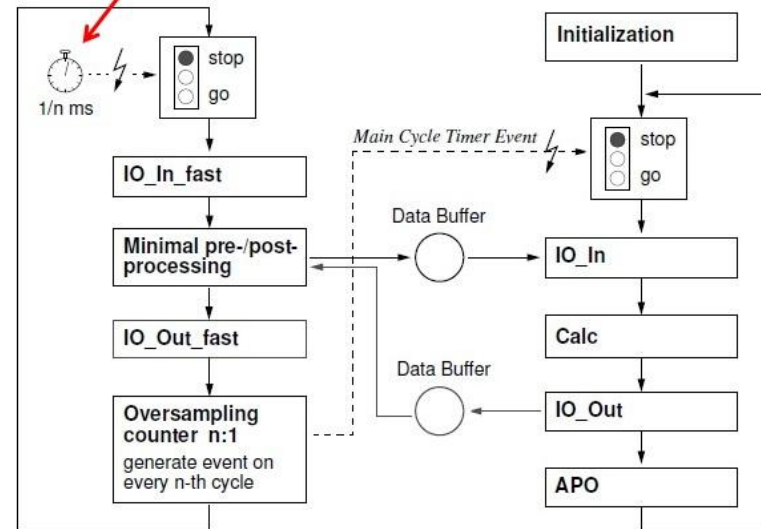 stop
go
1/n ms
IO_In_fast
Minimal pre-/post-
processing
IO_Out_fast
Oversampling
counter n:1
generate event on
every n-th cycle
Main Cycle Timer Event
Data Buffer
Data Buffer
Initialization
stop
go
IO_In
Calc
IO_Out
APO